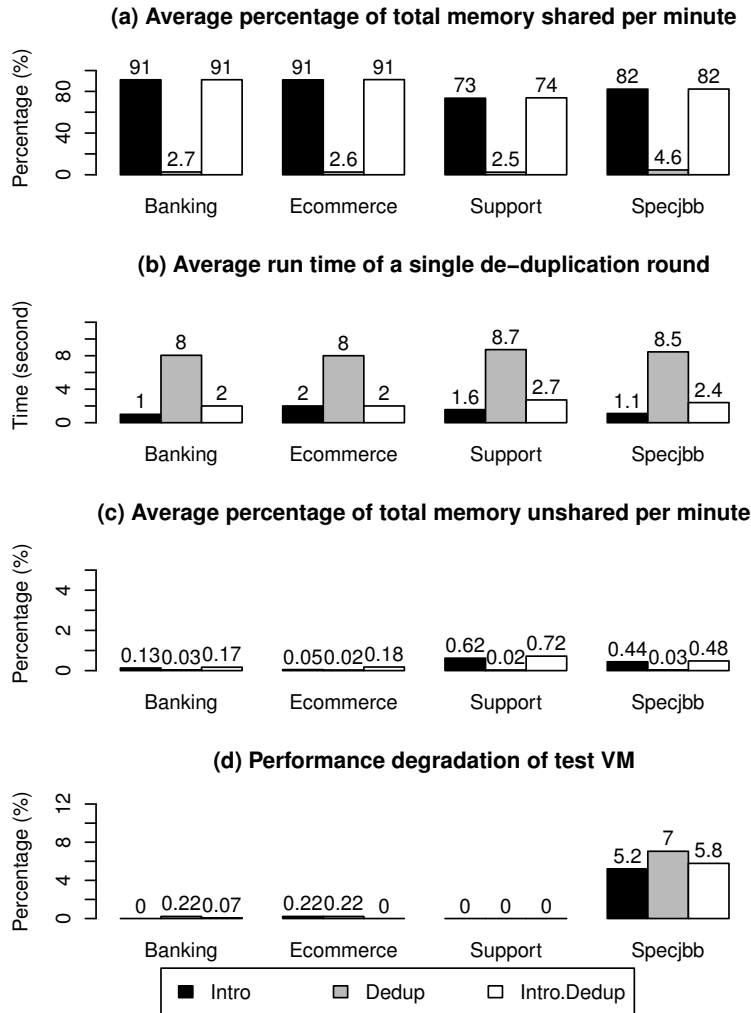 (a) Average percentage of total memory shared per minute
Percentage (%)
0 40 80
91 2.7 91 91 2.6 91 73 2.5 74 82 4.6 82
Banking Ecommerce Support Specjbb
(b) Average run time of a single de−duplication round
Time (second)
0 4 8
1 8 2 2 8 2 1.6 8.7 2.7 1.1 8.5 2.4
Banking Ecommerce Support Specjbb
(c) Average percentage of total memory unshared per minute
Percentage (%)
0 2 4
0.13 0.03 0.17 0.05 0.02 0.18 0.62 0.02 0.72 0.44 0.03 0.48
Banking Ecommerce Support Specjbb
(d) Performance degradation of test VM
Percentage (%)
0 4 8 12
0 0.22 0.07 0.22 0.22 0 0 0 0 5.2 7 5.8
Banking Ecommerce Support Specjbb
Intro Dedup Intro.Dedup